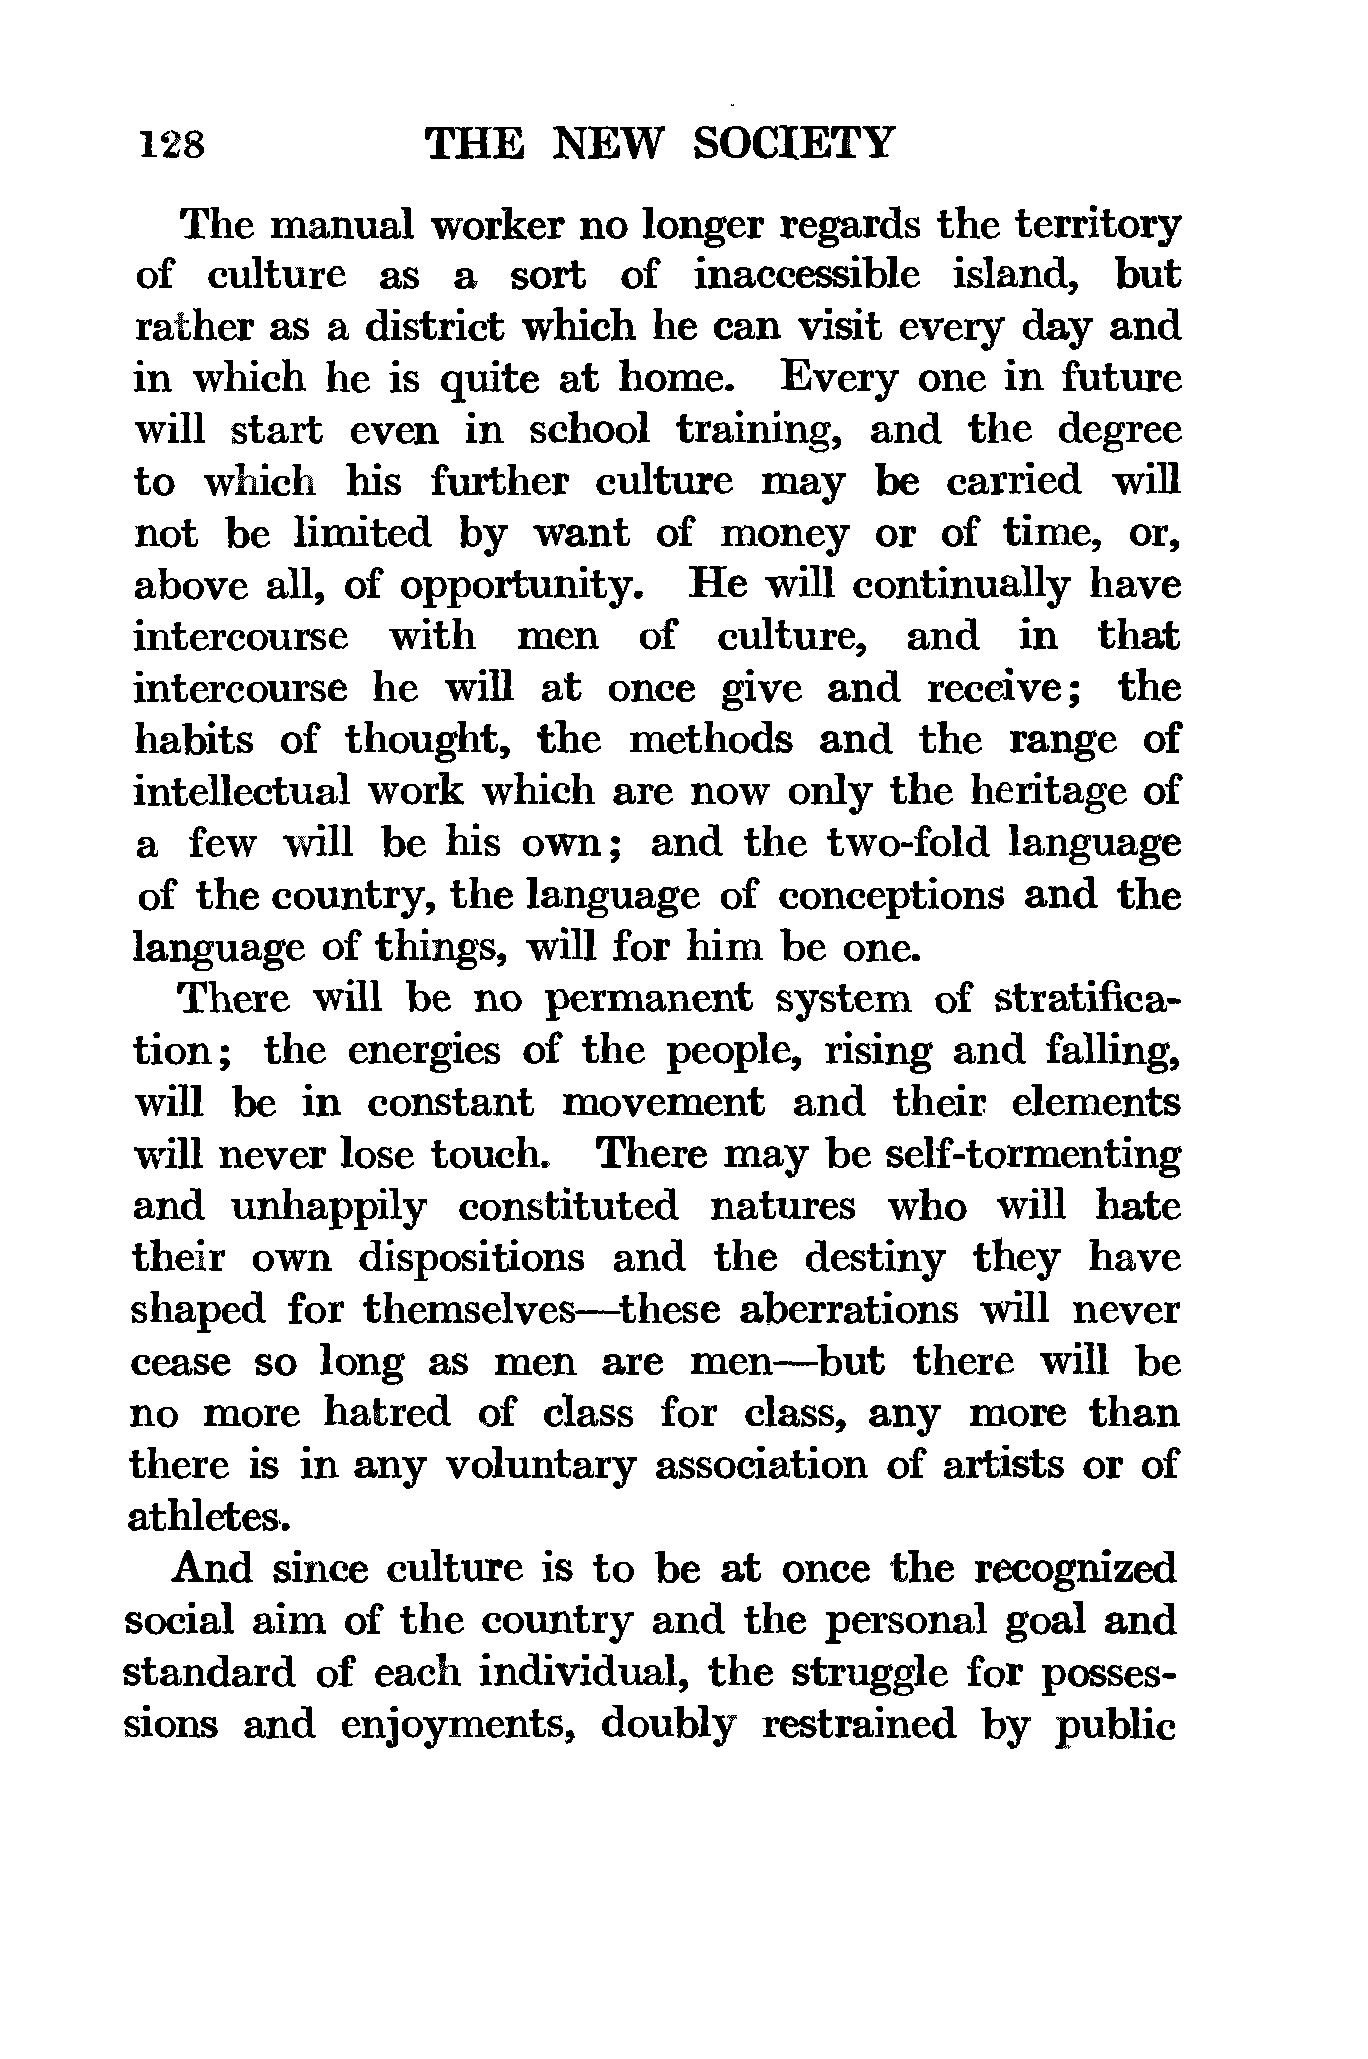 128 THE NEW SOCIETY
The manual worker no longer regards the territory
of culture as a sort of inaccessible island, but
rather as a district which he can visit every day and
in which he is quite at home. Every one in future
will start even in school training, and the degree
to which his further culture may be carried will
not be limited by want of money or of time, or,
above all, of opportunity. He will continually have
intercourse with men of culture, and in that
intercourse he will at once give and receive; the
habits of thought, the methods and the range of
intellectual work which are now only the heritage of
a few will be his own; and the two-fold language
of the country, the language of conceptions and the
language of things, will for him be one.
There will be no permanent system of stratifica-
tion; the energies of the people, rising and falling,
will be in constant movement and their elements
will never lose touch. There may be self-tormenting
and unhappily constituted natures who will hate
their own dispositions and the destiny they have
shaped for themselves—these aberrations will never
cease so long as men are men—but there will be
no more hatred of class for class, any more than
there is in any voluntary association of artists or of
athletes.
And since culture is to be at once the recognized
social aim of the country and the personal goal and
standard of each individual, the struggle for posses-
sions and enjoyments, doubly restrained by public